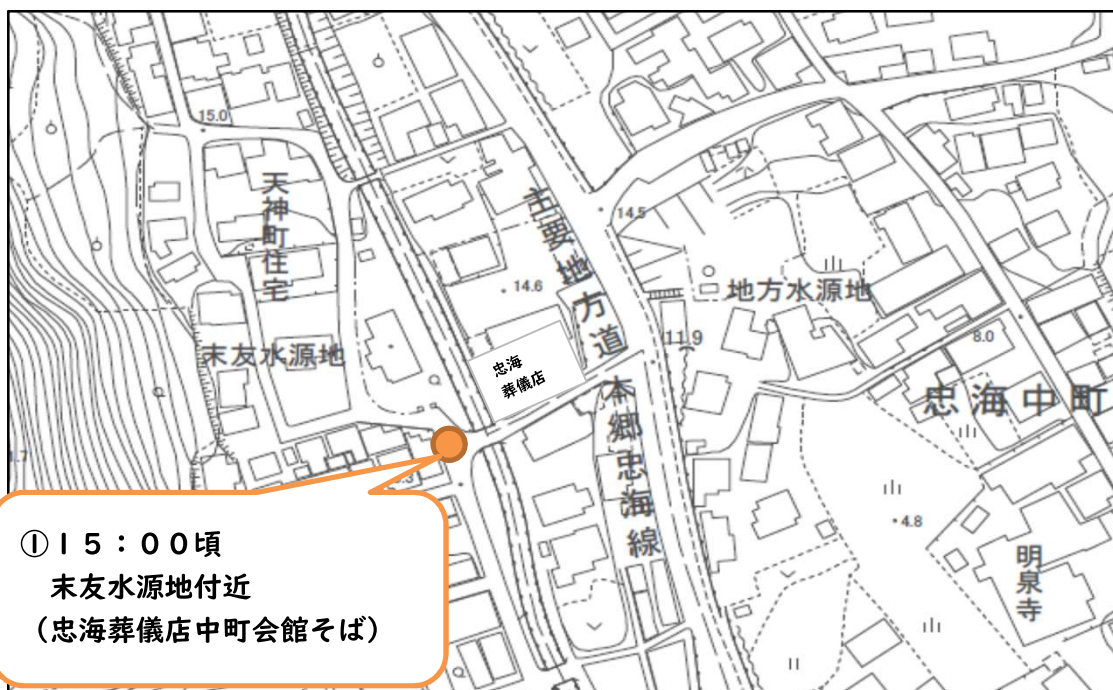 15.0
天神町住宅
主要地方道
14.5
14.6
地方水源地
末友水源地
11.9
8.0
忠海
葬儀店
本郷忠海線
忠海中町
4.8
明泉寺
①15：00頃
末友水源地付近
（忠海葬儀店中町会館そば）